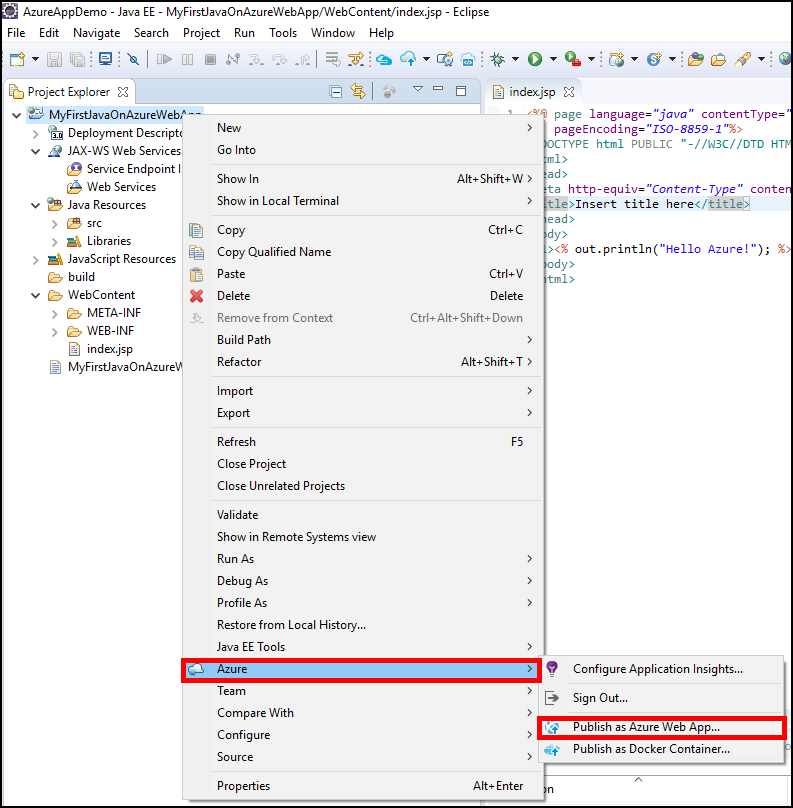 AzureAppDemo - Java EE - MyFirstJavaOnAzureWebApp/WebContent/index.jsp - Eclipse
File Edit Navigate Search Project Run Tools Window Help
Project Explorer
MyFirstJavaOnAzureWebApp
Deployment Descripto
JAX-WS Web Services
Service Endpoint I
Web Services
Java Resources
src
Libraries
JavaScript Resources
build
WebContent
META-INF
WEB-INF
index.jsp
MyFirstJavaOnAzureW
New
Go Into
Show In Alt+Shift+W
Show in Local Terminal
Copy Ctrl+C
Copy Qualified Name
Paste Ctrl+V
Delete Delete
Remove from Context Ctrl+Alt+Shift+Down
Build Path
Refactor Alt+Shift+T
Import
Export
Refresh F5
Close Project
Close Unrelated Projects
Validate
Show in Remote Systems view
Run As
Debug As
Profile As
Restore from Local History...
Java EE Tools
Azure
Team
Compare With
Configure
Source
Properties Alt+Enter
Configure Application Insights...
Sign Out...
Publish as Azure Web App...
Publish as Docker Container...
index.jsp
1 <%@ page language="java" contentType="
pageEncoding="ISO-8859-1"%>
DOCTYPE html PUBLIC "-//W3C//DTD HTM
tml>
ead>
eta http-equiv="Content-Type" conten
tle>Insert title here</title>
head>
ody>
><% out.println("Hello Azure!"); %>
body>
html>
on